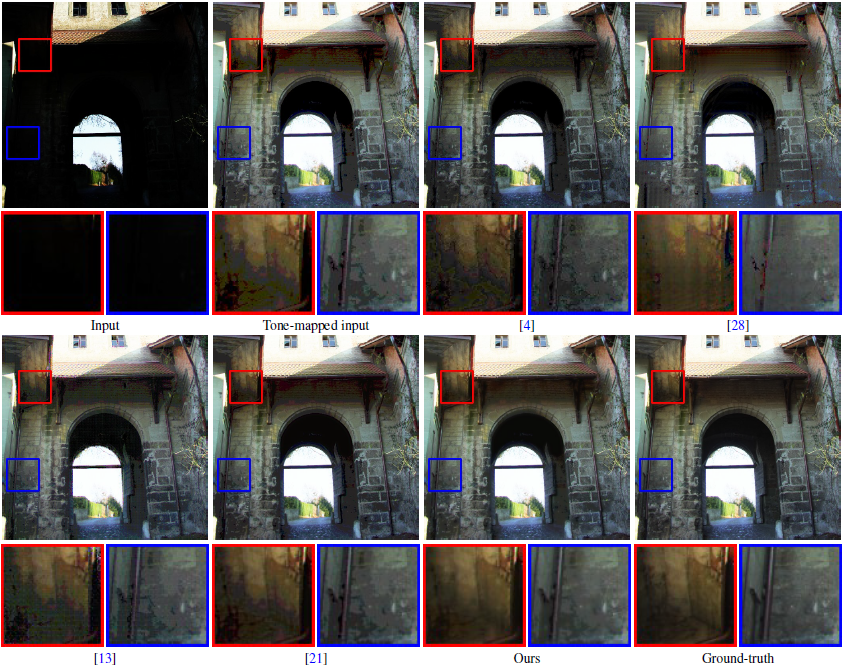 Input Tone-mapped input [4] [28]
[13] [21] Ours Ground-truth